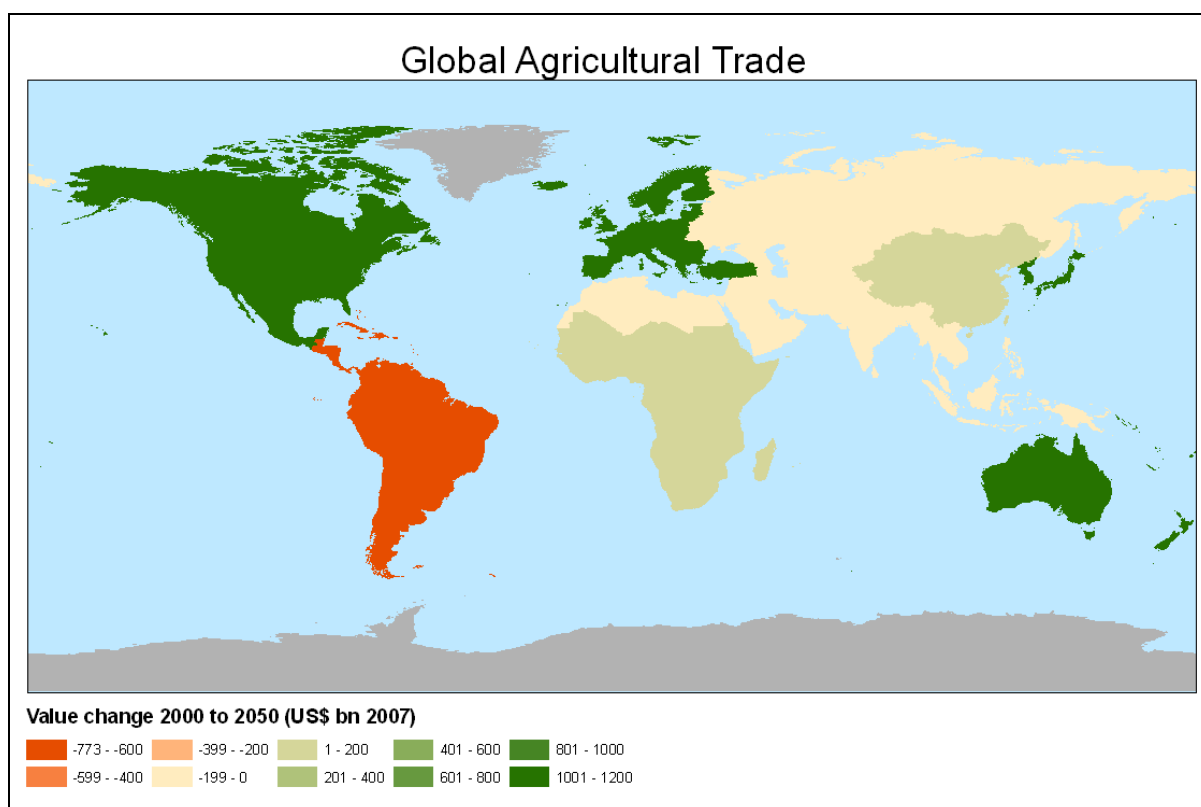 Global Agricultural Trade
Value change 2000 to 2050 (US$ bn 2007)
-773 - -600 -399 - -200 1 - 200 401 - 600 801 - 1000
-599 - -400 -199 - 0 201 - 400 601 - 800 1001 - 1200